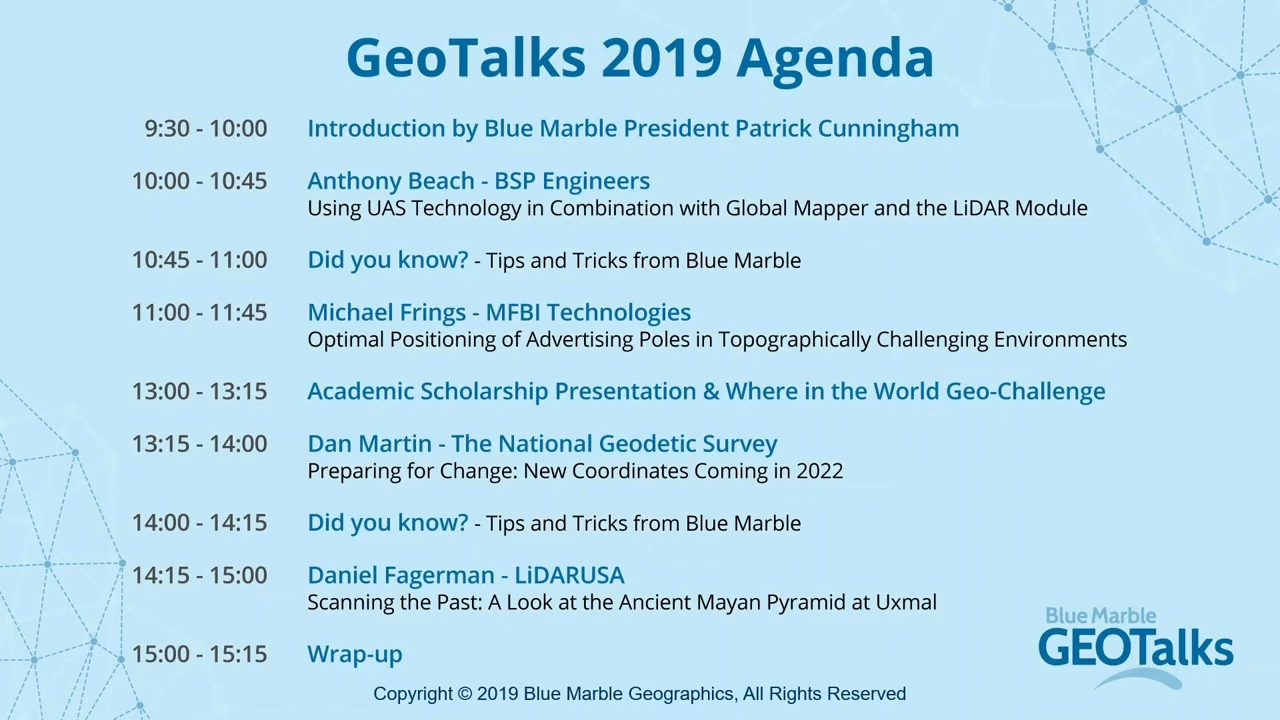 GeoTalks 2019 Agenda
9:30 - 10:00 Introduction by Blue Marble President Patrick Cunningham
10:00 - 10:45 Anthony Beach - BSP Engineers
Using UAS Technology in Combination with Global Mapper and the LiDAR Module
10:45 - 11:00 Did you know? - Tips and Tricks from Blue Marble
11:00 - 11:45 Michael Frings - MFBI Technologies
Optimal Positioning of Advertising Poles in Topographically Challenging Environments
13:00 - 13:15 Academic Scholarship Presentation & Where in the World Geo-Challenge
13:15 - 14:00 Dan Martin - The National Geodetic Survey
Preparing for Change: New Coordinates Coming in 2022
14:00 - 14:15 Did you know? - Tips and Tricks from Blue Marble
14:15 - 15:00 Daniel Fagerman - LiDARUSA
Scanning the Past: A Look at the Ancient Mayan Pyramid at Uxmal
15:00 - 15:15 Wrap-up
Blue Marble
GEOTalks
Copyright © 2019 Blue Marble Geographics, All Rights Reserved